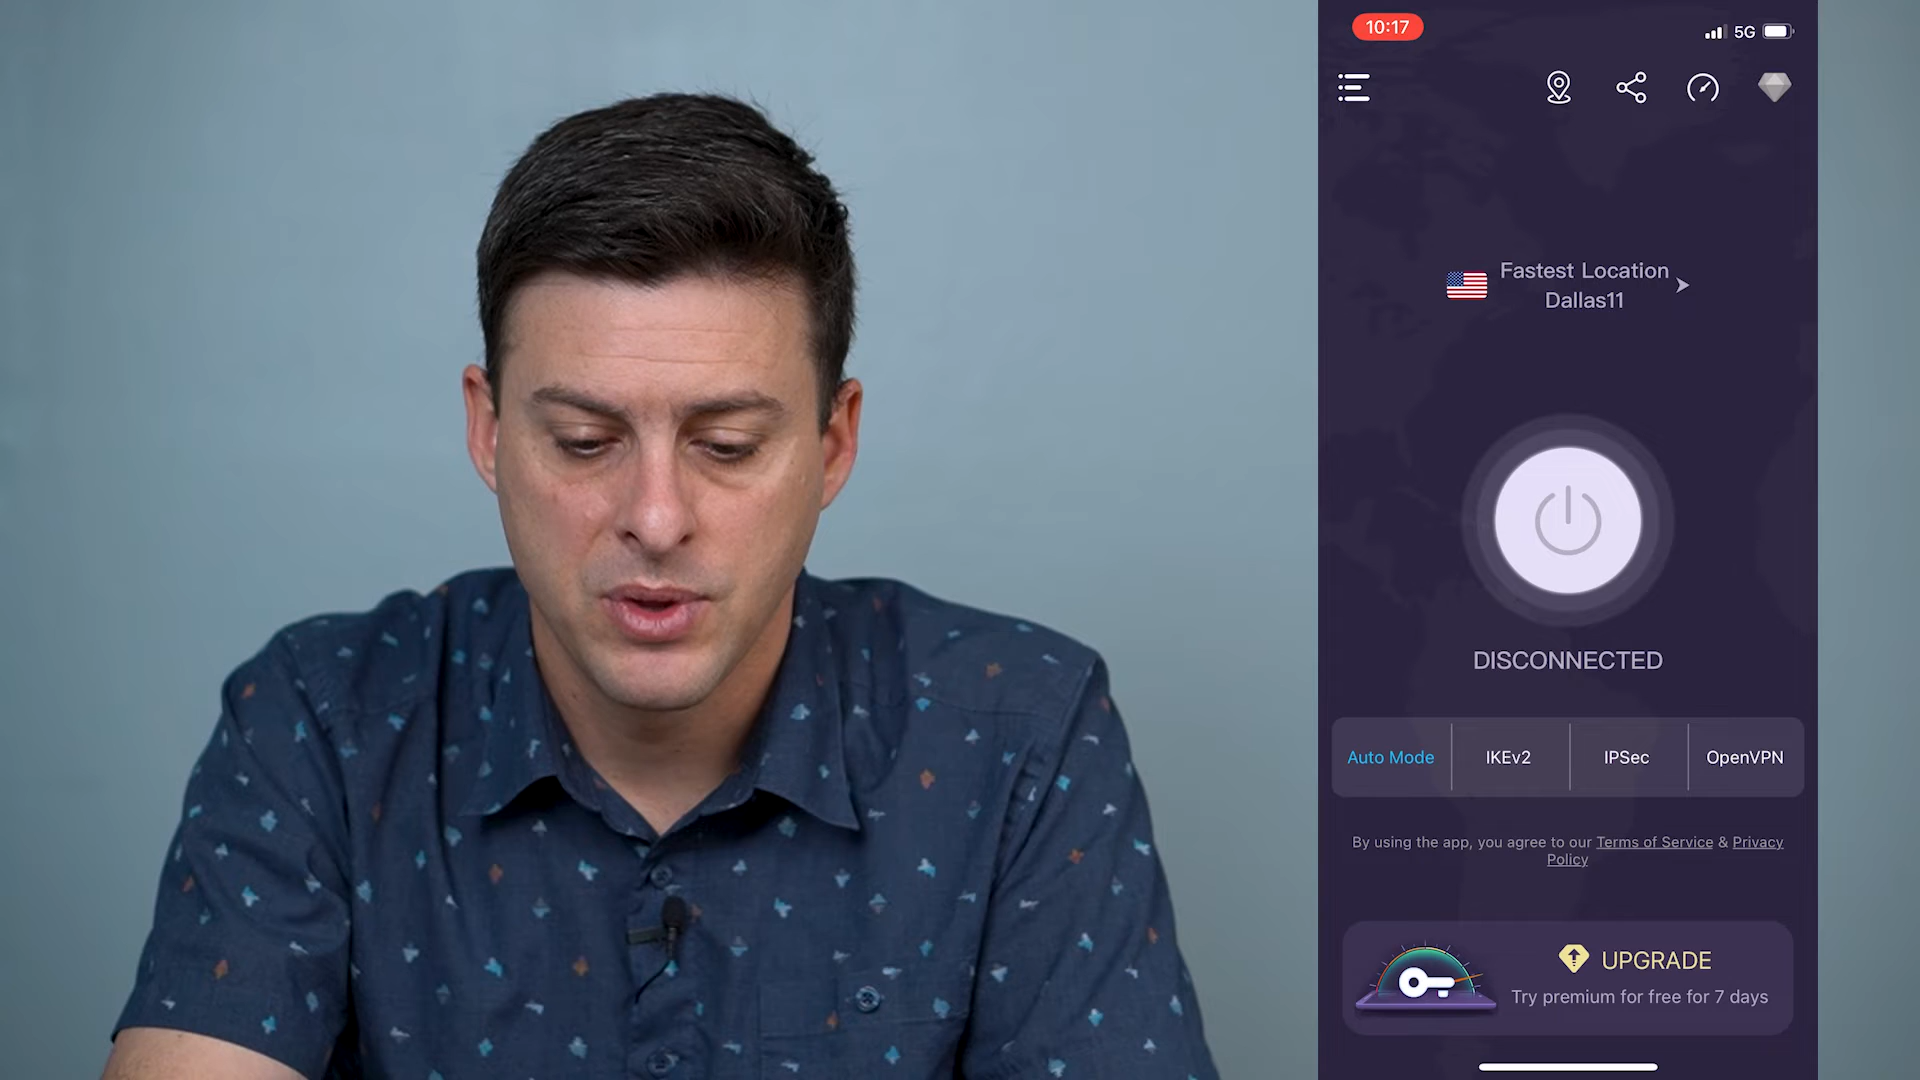 10:17
5G
Fastest Location
Dallas11
DISCONNECTED
Auto Mode
IKEv2
IPSec
OpenVPN
By using the app, you agree to our Terms of Service & Privacy
Policy
UPGRADE
Try premium for free for 7 days